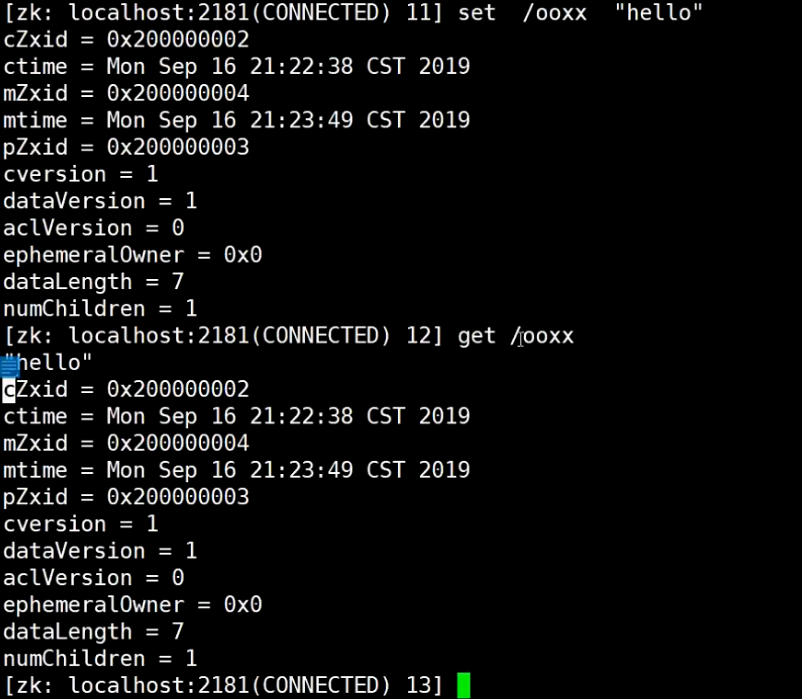 [zk: localhost:2181(CONNECTED) 11] set  /ooxx  "hello"
cZxid = 0x200000002
ctime = Mon Sep 16 21:22:38 CST 2019
mZxid = 0x200000004
mtime = Mon Sep 16 21:23:49 CST 2019
pZxid = 0x200000003
cversion = 1
dataVersion = 1
aclVersion = 0
ephemeralOwner = 0x0
dataLength = 7
numChildren = 1
[zk: localhost:2181(CONNECTED) 12] get /ooxx
"hello"
cZxid = 0x200000002
ctime = Mon Sep 16 21:22:38 CST 2019
mZxid = 0x200000004
mtime = Mon Sep 16 21:23:49 CST 2019
pZxid = 0x200000003
cversion = 1
dataVersion = 1
aclVersion = 0
ephemeralOwner = 0x0
dataLength = 7
numChildren = 1
[zk: localhost:2181(CONNECTED) 13]